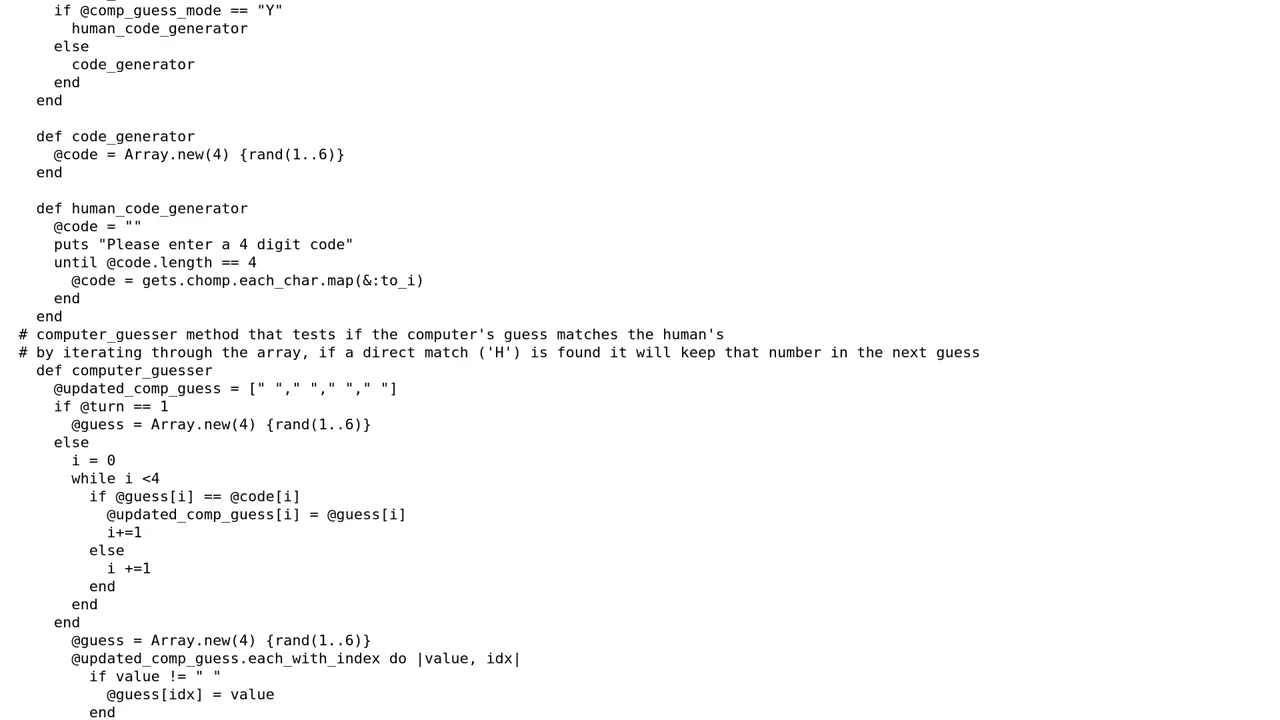 if @comp_guess_mode == "Y"
human_code_generator
else
code_generator
end
end
def code_generator
@code = Array.new(4) {rand(1..6)}
end
def human_code_generator
@code = ""
puts "Please enter a 4 digit code"
until @code.length == 4
@code = gets.chomp.each_char.map(&:to_i)
end
end
# computer_guesser method that tests if the computer's guess matches the human's
# by iterating through the array, if a direct match ('H') is found it will keep that number in the next guess
def computer_guesser
@updated_comp_guess = [" "," "," "," "]
if @turn == 1
@guess = Array.new(4) {rand(1..6)}
else
i = 0
while i <4
if @guess[i] == @code[i]
@updated_comp_guess[i] = @guess[i]
i+=1
else
i +=1
end
end
end
@guess = Array.new(4) {rand(1..6)}
@updated_comp_guess.each_with_index do |value, idx|
if value != " "
@guess[idx] = value
end